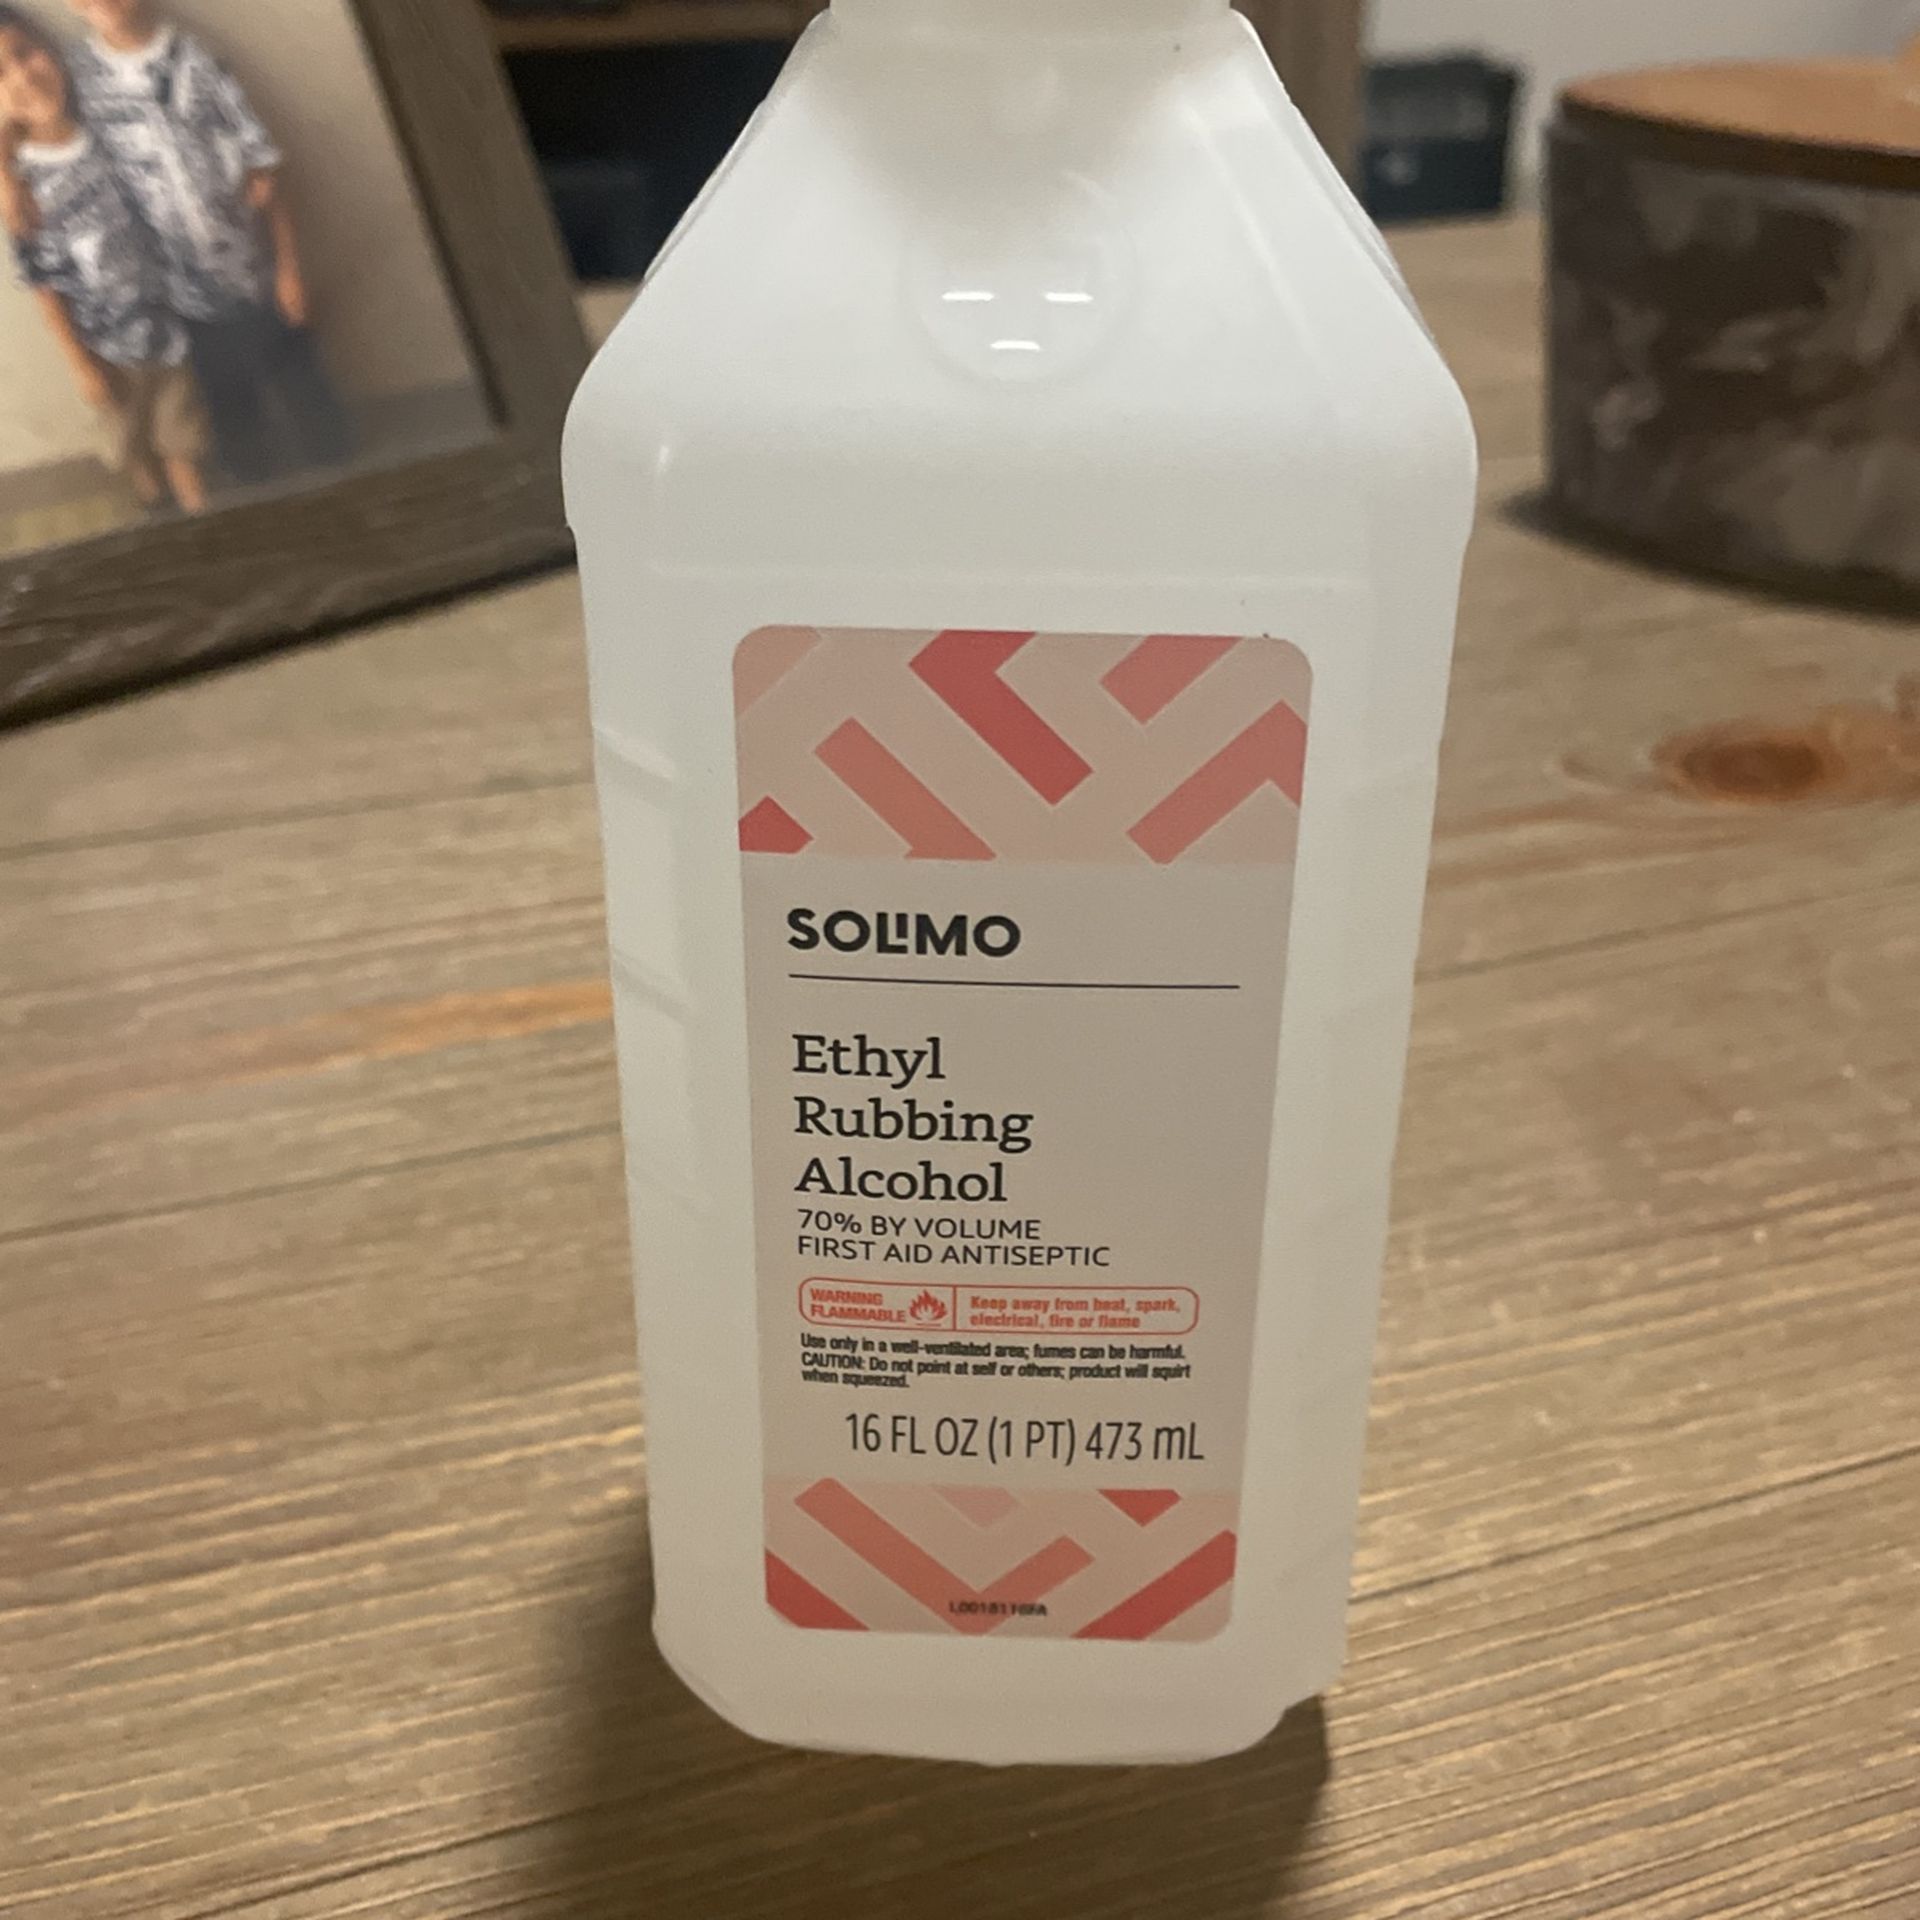 SOLIMO
Ethyl
Rubbing
Alcohol
70% BY VOLUME
FIRST AID ANTISEPTIC
WARNING
FLAMMABLE
Keep away from heat, spark,
electrical, fire or flame
Use only in a well-ventilated area; fumes can be harmful.
CAUTION: Do not point at self or others; product will squirt
when squeezed.
16 FL OZ (1 PT) 473 mL